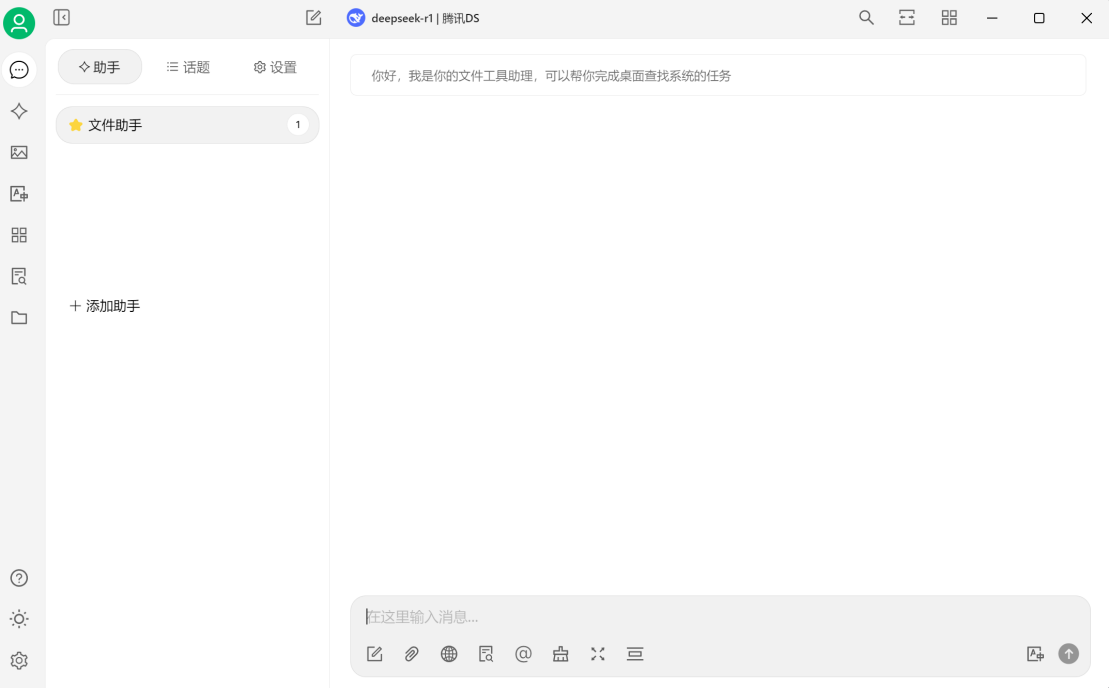 deepseek-r1 | 腾讯DS
助手
话题
设置
文件助手
1
添加助手
你好，我是你的文件工具助理，可以帮你完成桌面查找系统的任务
在这里输入消息...